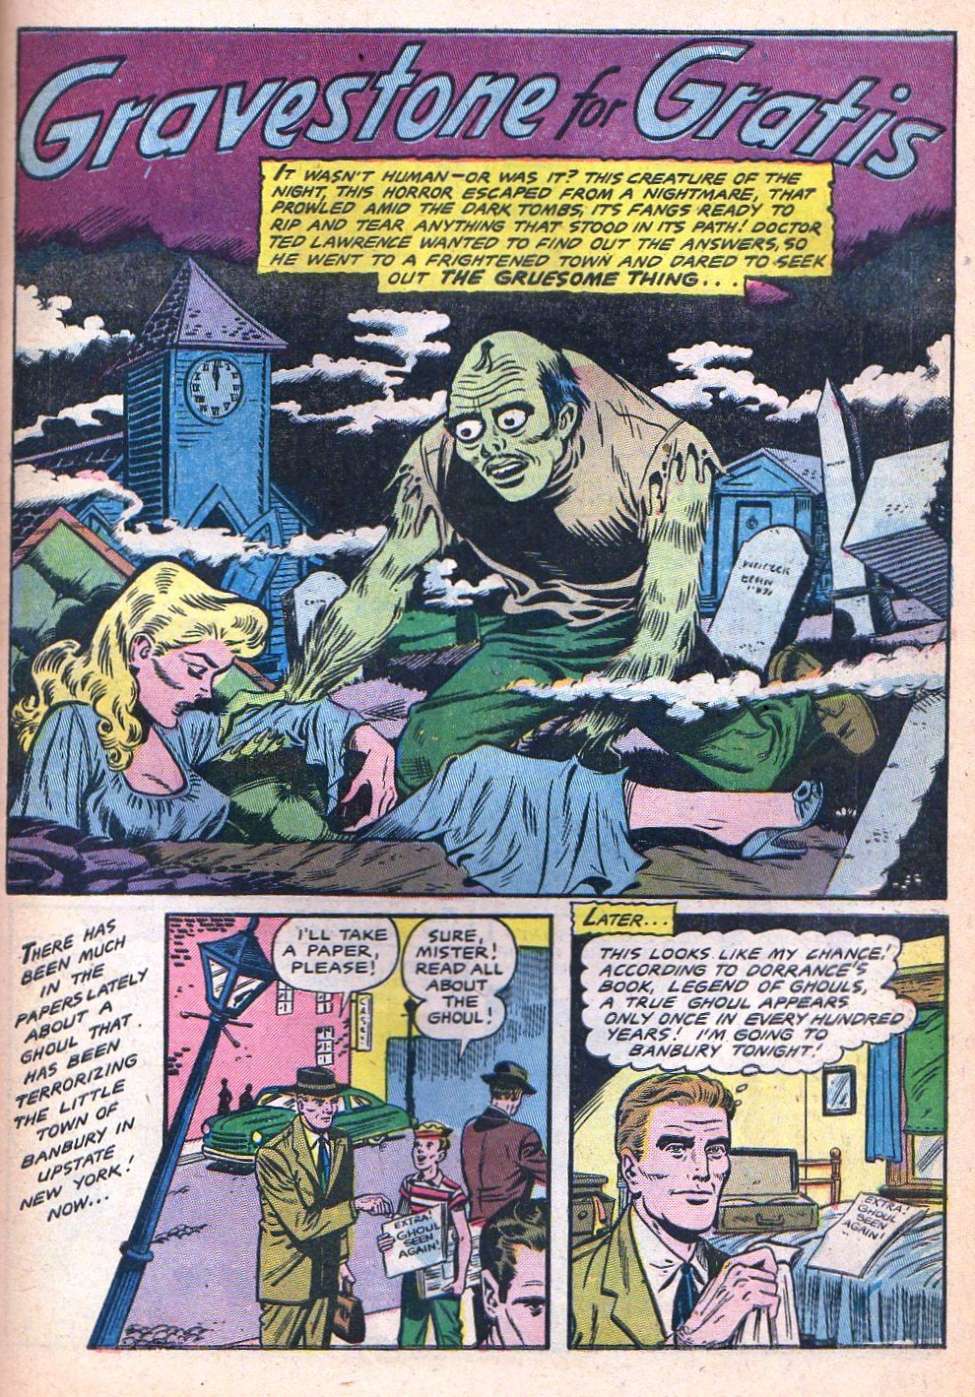 Gravestone for Gratis
IT WASN'T HUMAN—OR WAS IT? THIS CREATURE OF THE
NIGHT, THIS HORROR ESCAPED FROM A NIGHTMARE, THAT
PROWLED AMID THE DARK TOMBS, ITS FANGS READY TO
RIP AND TEAR ANYTHING THAT STOOD IN ITS PATH! DOCTOR
TED LAWRENCE WANTED TO FIND OUT THE ANSWERS, SO
HE WENT TO A FRIGHTENED TOWN AND DARED TO SEEK
OUT THE GRUESOME THING...
THERE HAS
BEEN MUCH
IN THE
PAPERS LATELY
ABOUT A
GHOUL THAT
HAS BEEN
TERRORIZING
THE LITTLE
TOWN OF
BANBURY IN
UPSTATE
NEW YORK!
NOW...
I'LL TAKE
A PAPER,
PLEASE!
SURE,
MISTER!
READ ALL
ABOUT
THE
GHOUL!
EXTRA!
GHOUL
SEEN
AGAIN!
LATER...
THIS LOOKS LIKE MY CHANCE!
ACCORDING TO DORRANCE'S
BOOK, LEGEND OF GHOULS,
A TRUE GHOUL APPEARS
ONLY ONCE IN EVERY HUNDRED
YEARS! I'M GOING TO
BANBURY TONIGHT!
EXTRA!
GHOUL
SEEN
AGAIN!